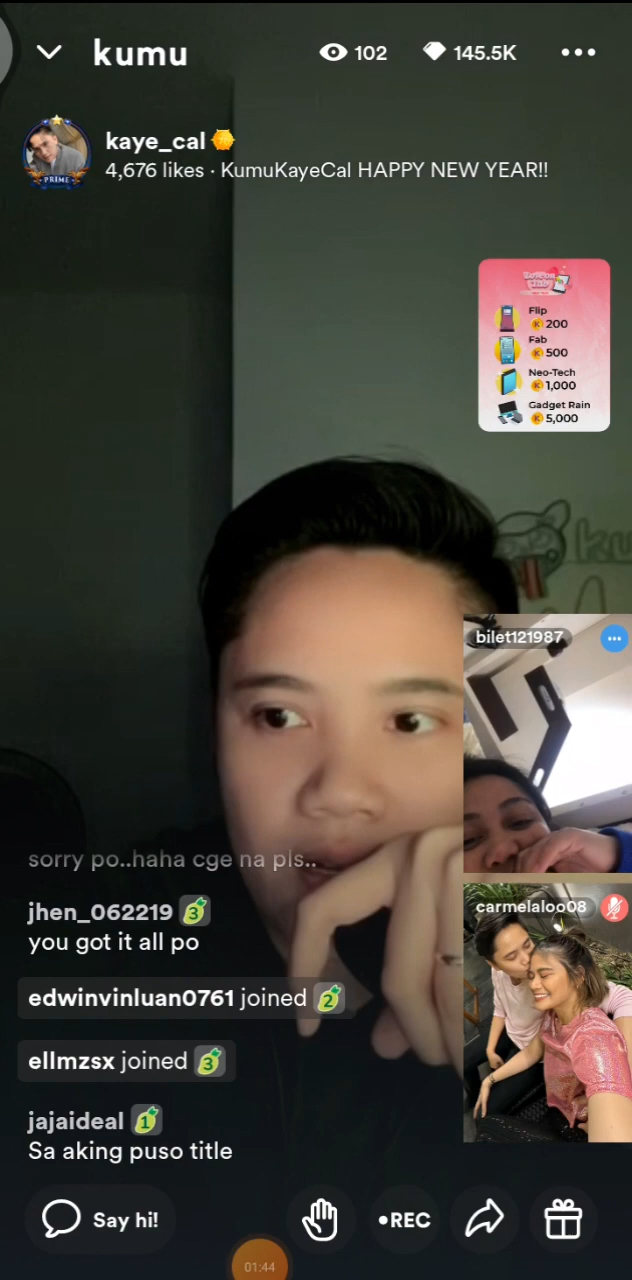 kumu
102
145.5K
kaye_cal
4,676 likes · KumuKayeCal HAPPY NEW YEAR!!
PRIME
Flip
200
Fab
500
Neo-Tech
1,000
Gadget Rain
5,000
ku
bilet121987
sorry po..haha cge na pls..
carmelaloo08
jhen_062219 3
you got it all po
edwinvinluan0761 joined 2
ellmzsx joined 3
jajaideal 1
Sa aking puso title
Say hi!
REC
01:44